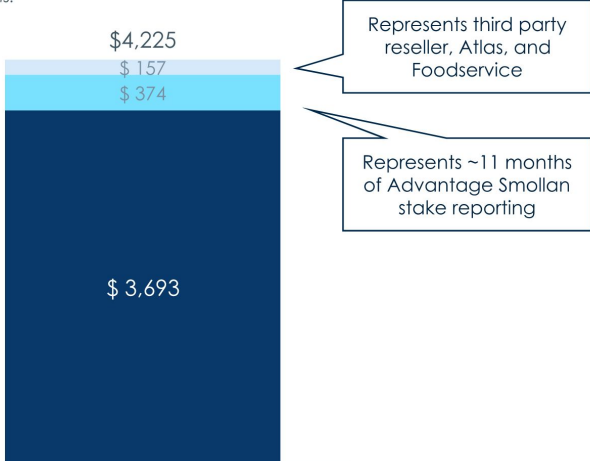 $4,225
$ 157
$ 374
$ 3,693
Represents third party
reseller, Atlas, and
Foodservice
Represents ~11 months
of Advantage Smollan
stake reporting